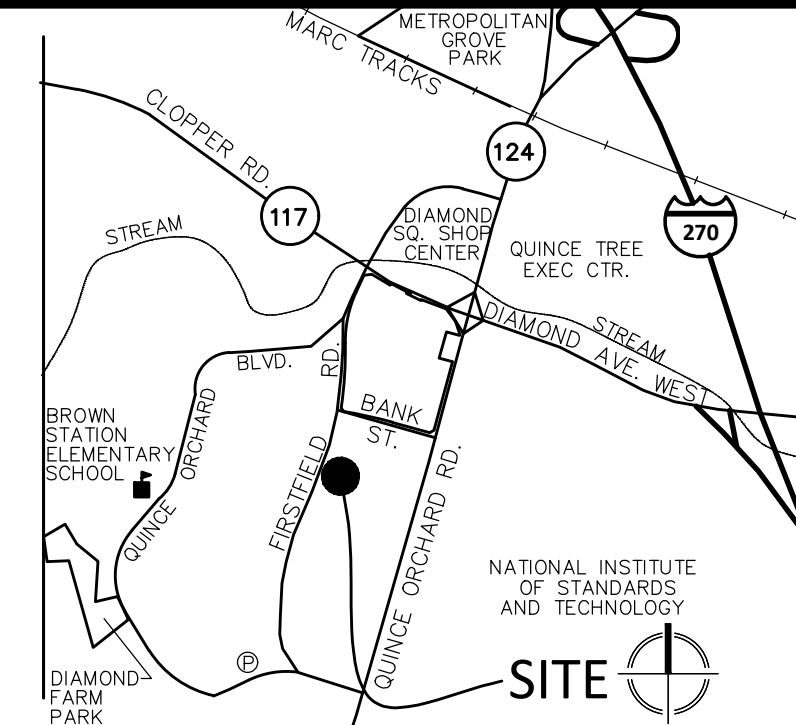 METROPOLITAN
GROVE
PARK
MARC TRACKS
CLOPPER RD.
124
117
270
STREAM
DIAMOND
SQ. SHOP
CENTER
QUINCE TREE
EXEC CTR.
DIAMOND AVE. WEST
STREAM
BLVD.
RD.
BANK
ST.
BROWN
STATION
ELEMENTARY
SCHOOL
QUINCE ORCHARD
FIRSTFIELD
QUINCE ORCHARD RD.
NATIONAL INSTITUTE
OF STANDARDS
AND TECHNOLOGY
P
DIAMOND
FARM
PARK
SITE